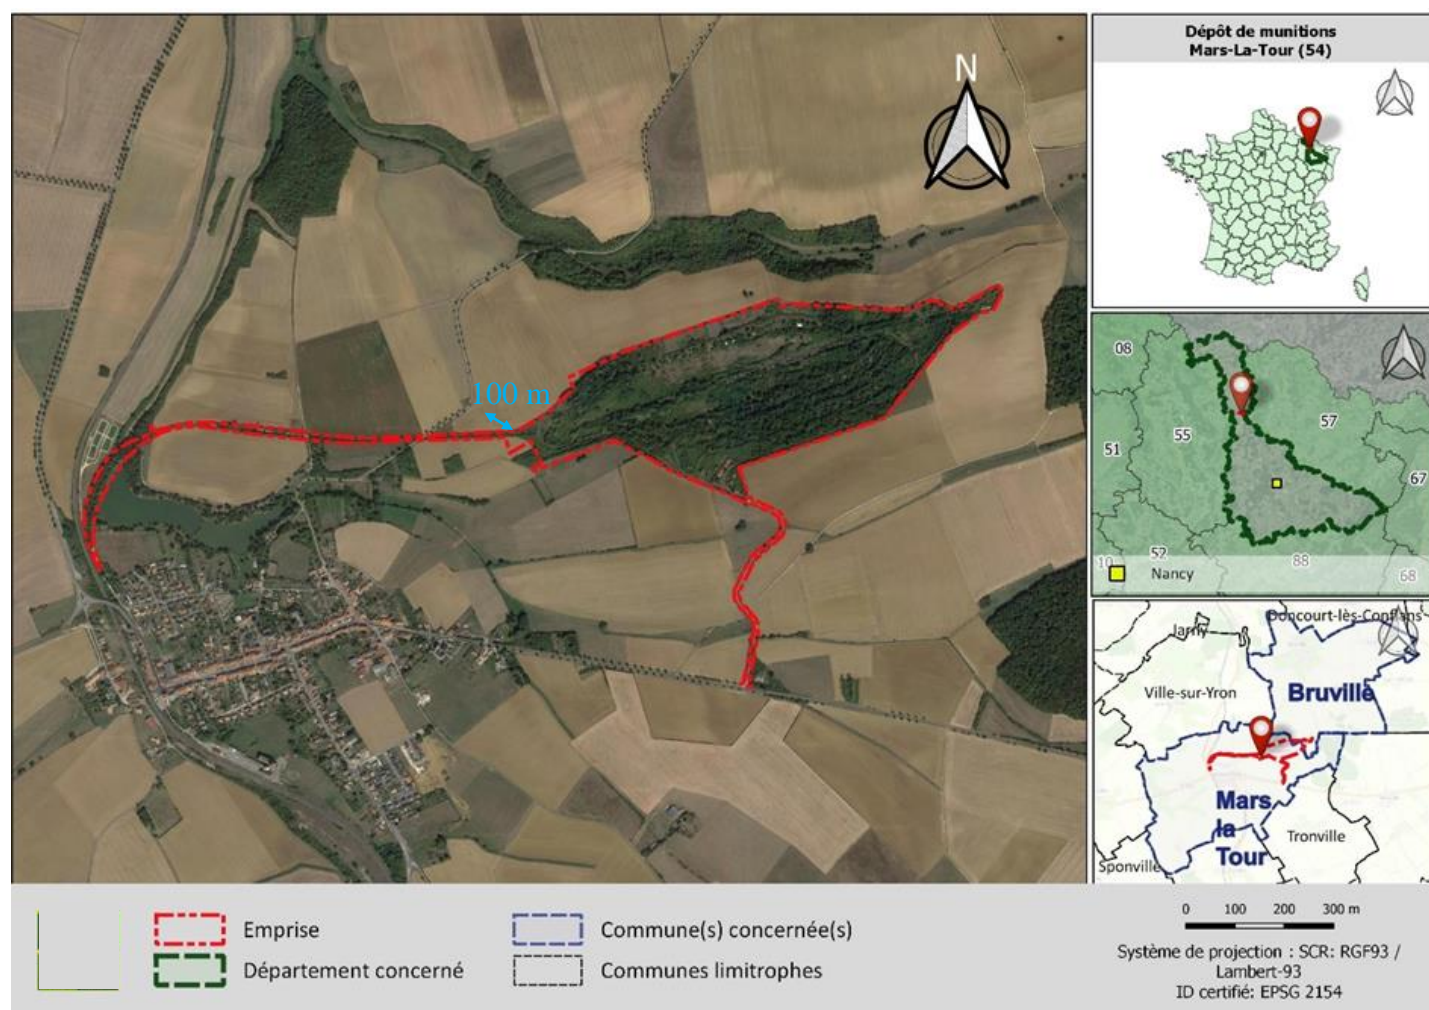 N
100 m
Dépôt de munitions
Mars-La-Tour (54)
08
57
55
51
67
52
10
88
68
Nancy
Doncourt-lès-Conflans
Jarny
Ville-sur-Yron
Bruville
Mars
la
Tour
Tronville
Sponville
Emprise
Département concerné
Commune(s) concernée(s)
Communes limitrophes
0 100 200 300 m
Système de projection : SCR: RGF93 /
Lambert-93
ID certifié: EPSG 2154